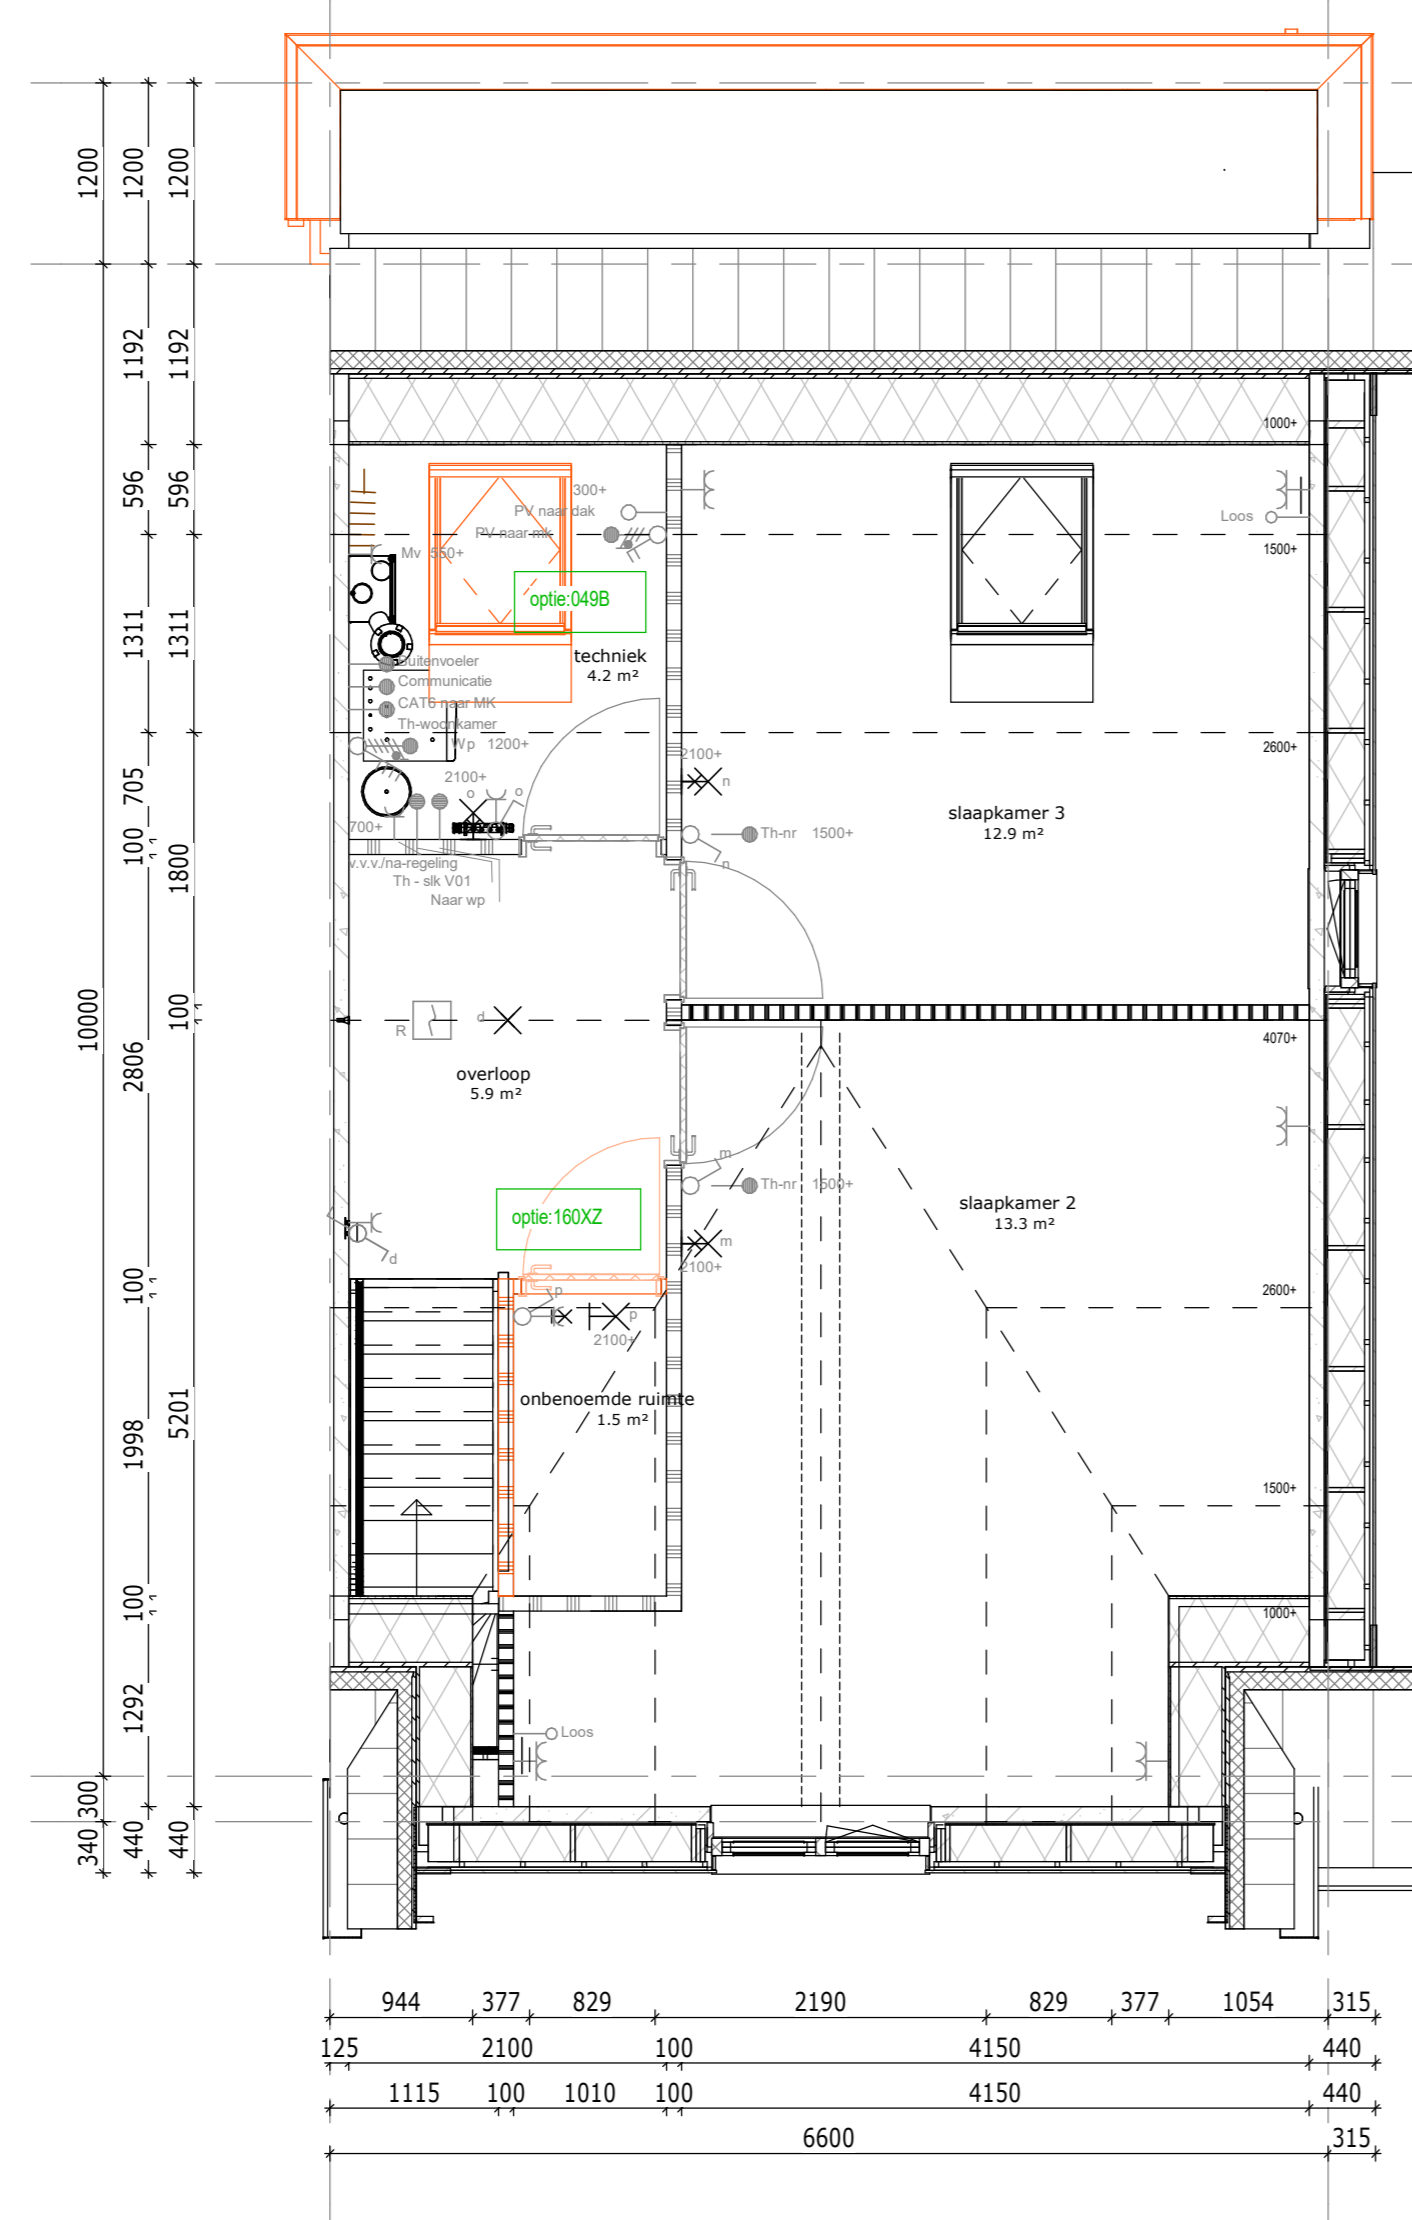 1200
1200
1200
1192
1192
1000+
596
596
300+
PV naar dak
Loos
PV naar mk
Mv 550+
1500+
optie:049B
1311
1311
techniek
4.2 m²
Buitenvoeler
Communicatie
CAT6 naar MK
Th-woonkamer
Wp 1200+
2600+
2100+
n
705
2100+
o
o
slaapkamer 3
12.9 m²
700+
Th-nr 1500+
n
100
1800
v.v.v./na-regeling
Th - slk V01
Naar wp
10000
100
R
d
4070+
2806
overloop
5.9 m²
m
Th-nr 1500+
optie:160XZ
slaapkamer 2
13.3 m²
d
m
2100+
100
2600+
p
p
2100+
5201
1998
onbenoemde ruimte
1.5 m²
1500+
100
1000+
1292
Loos
300
340
440
440
944 377 829 2190 829 377 1054 315
125 2100 100 4150 440
1115 100 1010 100 4150 440
6600 315